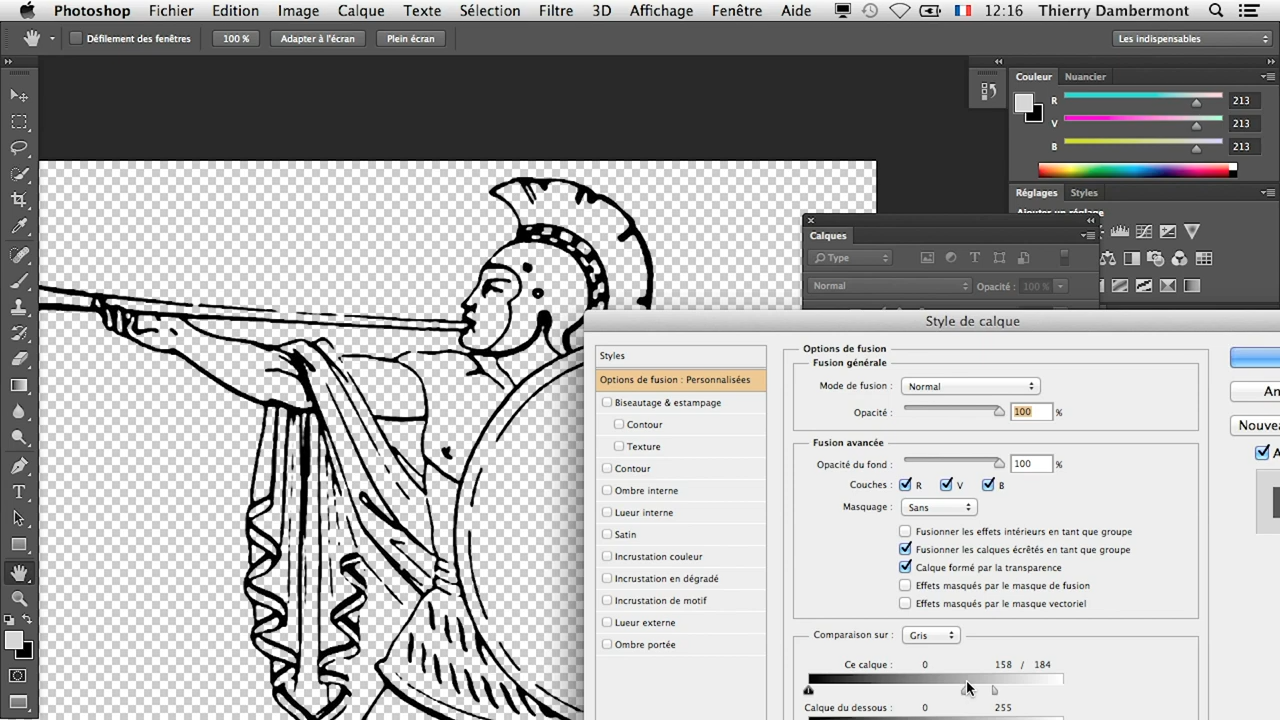 Photoshop Fichier Edition Image Calque Texte Sélection Filtre 3D Affichage Fenêtre Aide 12:16 Thierry Dambermont
Défilement des fenêtres 100 % Adapter à l'écran Plein écran Les indispensables
Couleur Nuancier
R 213
V 213
B 213
Réglages Styles
Ajouter un réglage
Calques
Type
Normal Opacité : 100 %
Style de calque
Styles
Options de fusion : Personnalisées
Biseautage & estampage
Contour
Texture
Contour
Ombre interne
Lueur interne
Satin
Incrustation couleur
Incrustation en dégradé
Incrustation de motif
Lueur externe
Ombre portée
Options de fusion
Fusion générale
Mode de fusion : Normal
Opacité : 100 %
Fusion avancée
Opacité du fond : 100 %
Couches : R V B
Masquage : Sans
Fusionner les effets intérieurs en tant que groupe
Fusionner les calques écrêtés en tant que groupe
Calque formé par la transparence
Effets masqués par le masque de fusion
Effets masqués par le masque vectoriel
Comparaison sur : Gris
Ce calque : 0 158 / 184
Calque du dessous : 0 255
An
Nouvea
A